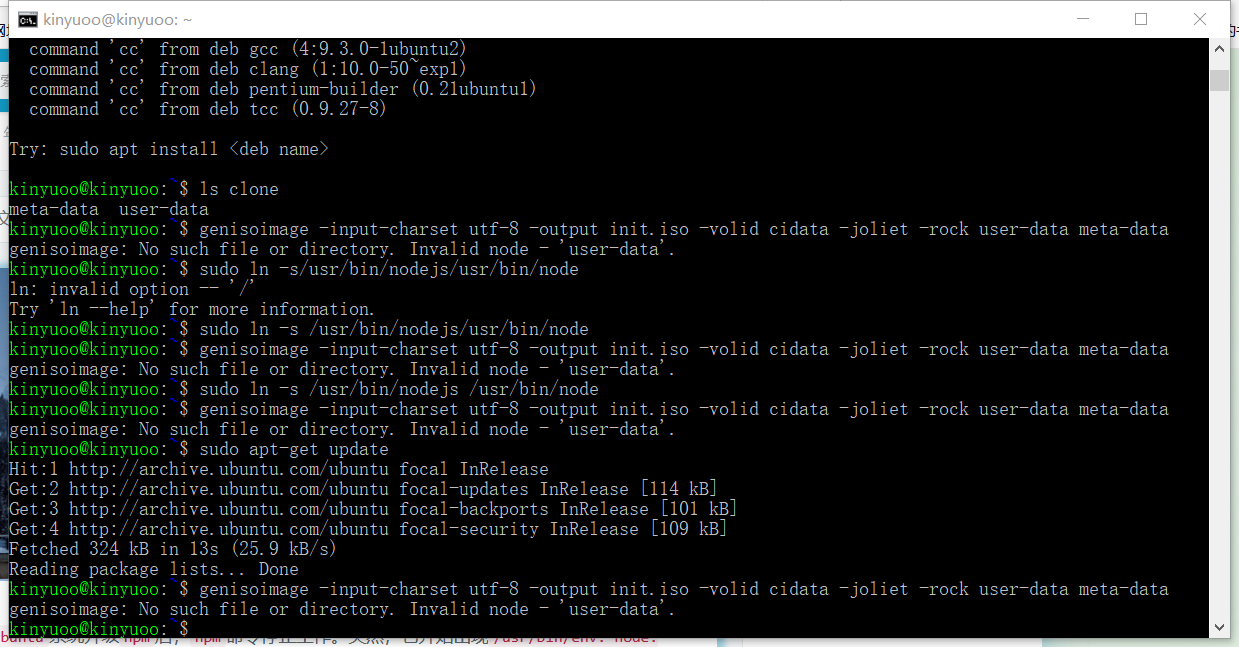 kinyuoo@kinyuoo: ~
command 'cc' from deb gcc (4:9.3.0-1ubuntu2)
command 'cc' from deb clang (1:10.0-50~exp1)
command 'cc' from deb pentium-builder (0.21ubuntu1)
command 'cc' from deb tcc (0.9.27-8)
Try: sudo apt install <deb name>
kinyuoo@kinyuoo:~$ ls clone
meta-data  user-data
kinyuoo@kinyuoo:~$ genisoimage -input-charset utf-8 -output init.iso -volid cidata -joliet -rock user-data meta-data
genisoimage: No such file or directory. Invalid node - 'user-data'.
kinyuoo@kinyuoo:~$ sudo ln -s/usr/bin/nodejs/usr/bin/node
ln: invalid option -- '/'
Try 'ln --help' for more information.
kinyuoo@kinyuoo:~$ sudo ln -s /usr/bin/nodejs/usr/bin/node
kinyuoo@kinyuoo:~$ genisoimage -input-charset utf-8 -output init.iso -volid cidata -joliet -rock user-data meta-data
genisoimage: No such file or directory. Invalid node - 'user-data'.
kinyuoo@kinyuoo:~$ sudo ln -s /usr/bin/nodejs /usr/bin/node
kinyuoo@kinyuoo:~$ genisoimage -input-charset utf-8 -output init.iso -volid cidata -joliet -rock user-data meta-data
genisoimage: No such file or directory. Invalid node - 'user-data'.
kinyuoo@kinyuoo:~$ sudo apt-get update
Hit:1 http://archive.ubuntu.com/ubuntu focal InRelease
Get:2 http://archive.ubuntu.com/ubuntu focal-updates InRelease [114 kB]
Get:3 http://archive.ubuntu.com/ubuntu focal-backports InRelease [101 kB]
Get:4 http://archive.ubuntu.com/ubuntu focal-security InRelease [109 kB]
Fetched 324 kB in 13s (25.9 kB/s)
Reading package lists... Done
kinyuoo@kinyuoo:~$ genisoimage -input-charset utf-8 -output init.iso -volid cidata -joliet -rock user-data meta-data
genisoimage: No such file or directory. Invalid node - 'user-data'.
kinyuoo@kinyuoo:~$